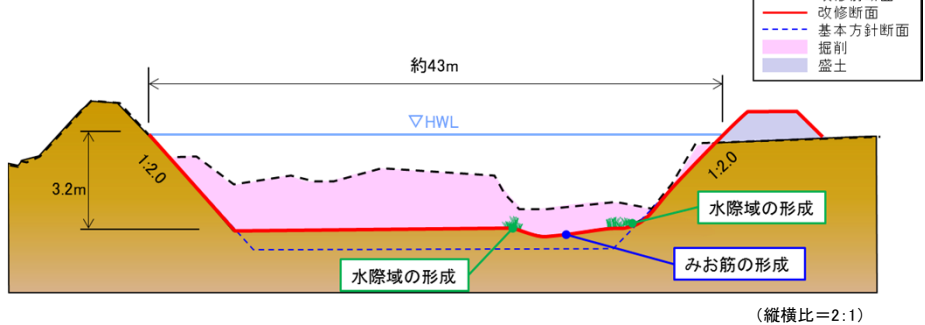 改修断面
基本方針断面
掘削
盛土
約43m
▽HWL
1:2.0
1:2.0
3.2m
水際域の形成
みお筋の形成
水際域の形成
(縦横比=2:1)